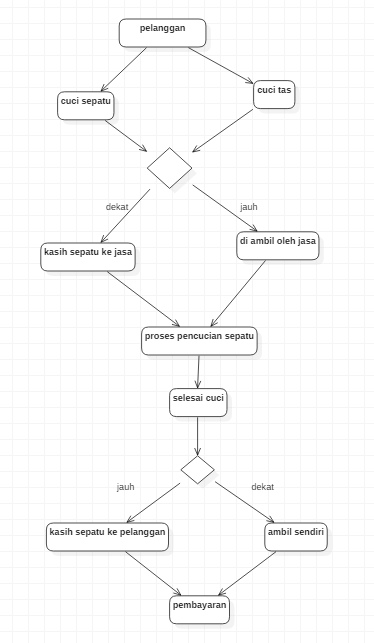 pelanggan
cuci sepatu
cuci tas
dekat
jauh
kasih sepatu ke jasa
di ambil oleh jasa
proses pencucian sepatu
selesai cuci
jauh
dekat
kasih sepatu ke pelanggan
ambil sendiri
pembayaran